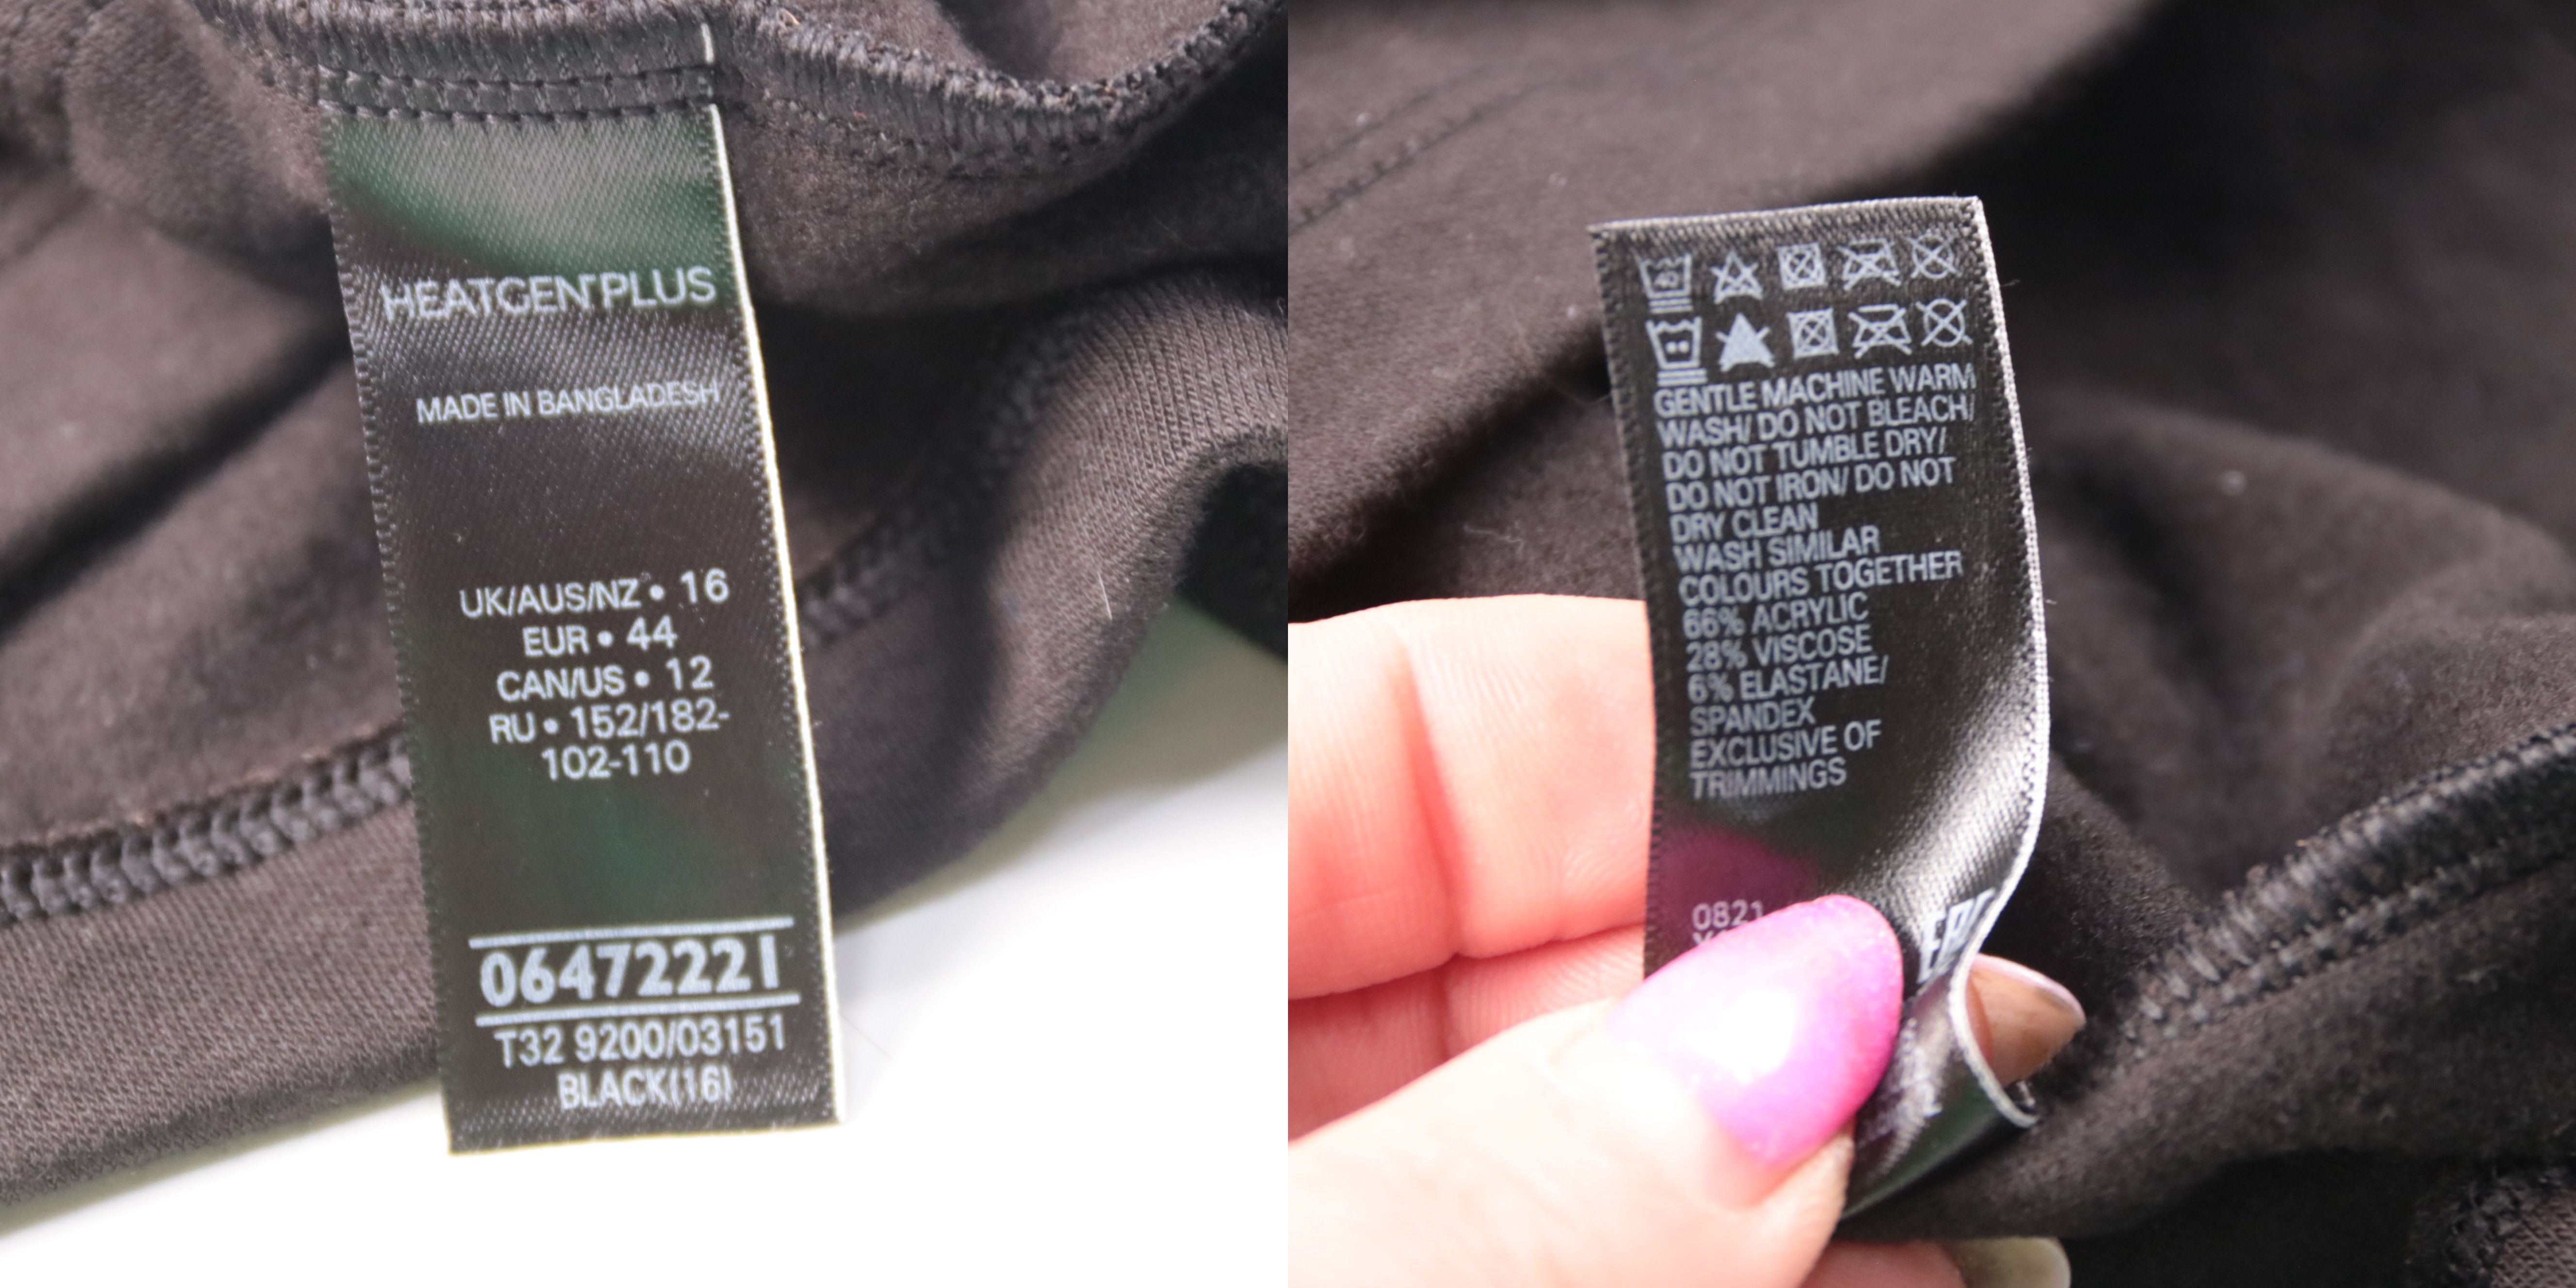 HEATGEN™PLUS
MADE IN BANGLADESH
UK/AUS/NZ • 16
EUR • 44
CAN/US • 12
RU • 152/182-
102-110
06472221
T32 9200/03151
BLACK(16)
GENTLE MACHINE WARM
WASH/ DO NOT BLEACH/
DO NOT TUMBLE DRY/
DO NOT IRON/ DO NOT
DRY CLEAN
WASH SIMILAR
COLOURS TOGETHER
66% ACRYLIC
28% VISCOSE
6% ELASTANE/
SPANDEX
EXCLUSIVE OF
TRIMMINGS
0821